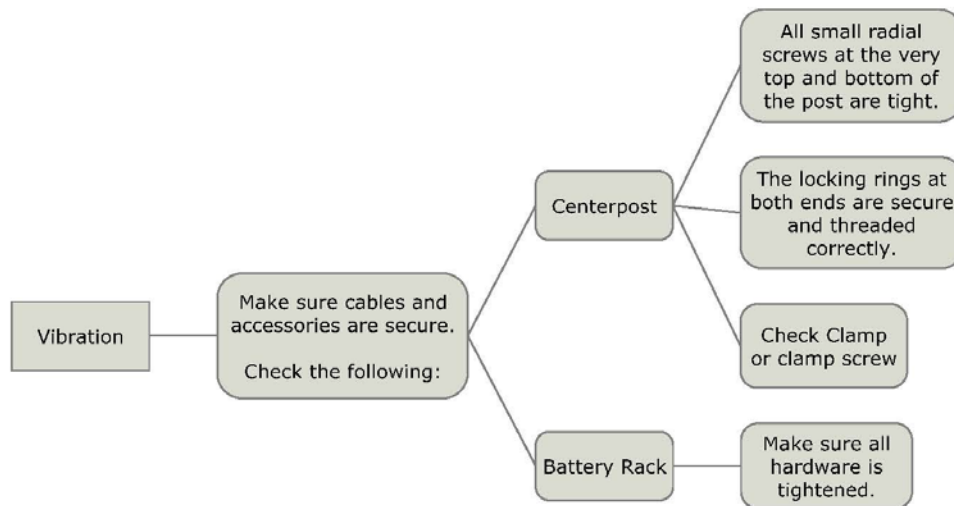 Vibration
Make sure cables and
accessories are secure.
Check the following:
Centerpost
All small radial
screws at the very
top and bottom of
the post are tight.
The locking rings at
both ends are secure
and threaded
correctly.
Check Clamp
or clamp screw
Battery Rack
Make sure all
hardware is
tightened.